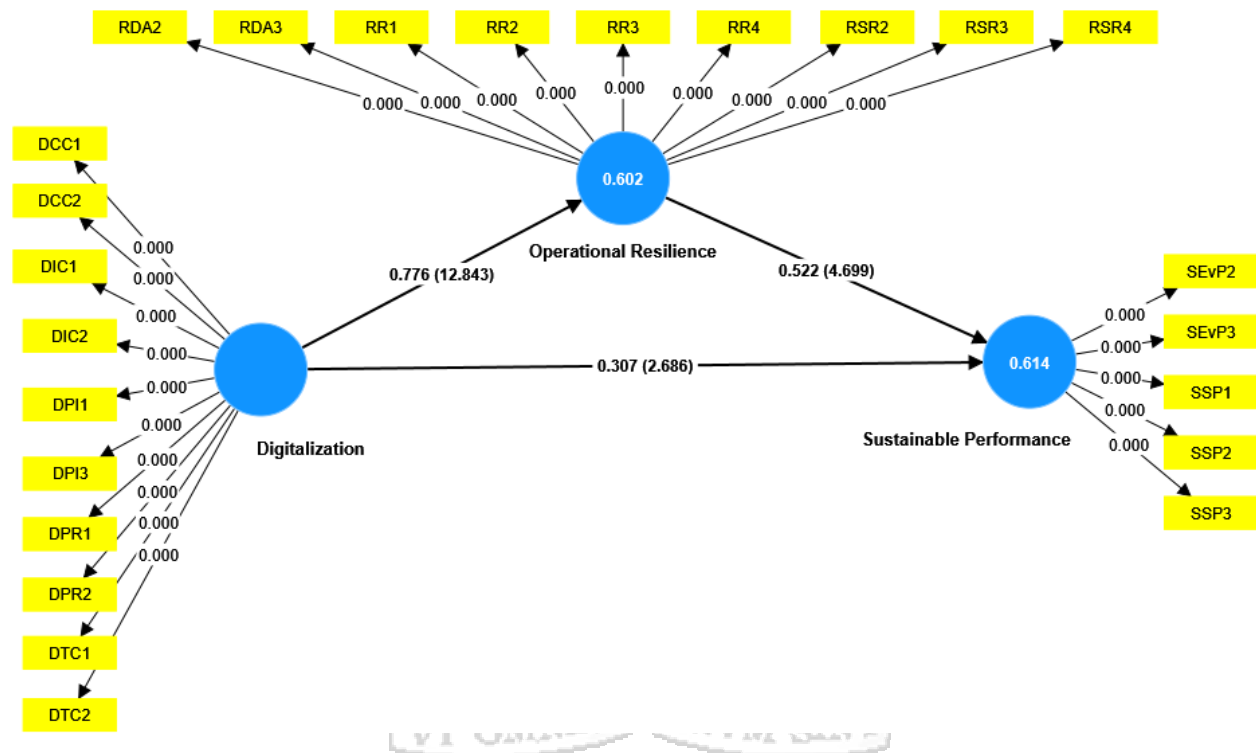 RDA2 RDA3 RR1 RR2 RR3 RR4 RSR2 RSR3 RSR4
0.000 0.000 0.000 0.000 0.000 0.000 0.000 0.000 0.000
DCC1
DCC2
DIC1
DIC2
DPI1
DPI3
DPR1
DPR2
DTC1
DTC2
0.000
0.000
0.000
0.000
0.000
0.000
0.000
0.000
0.000
0.000
Digitalization
0.776 (12.843)
0.602
Operational Resilience
0.522 (4.699)
0.307 (2.686)
0.614
Sustainable Performance
0.000
0.000
0.000
0.000
0.000
SEvP2
SEvP3
SSP1
SSP2
SSP3